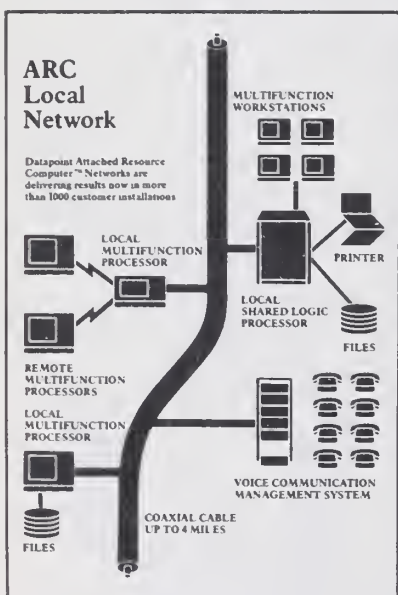 ARC
Local
Network
Datapoint Attached Resource
Computer™ Networks are
delivering results now in more
than 1000 customer installations
MULTIFUNCTION
WORKSTATIONS
LOCAL
MULTIFUNCTION
PROCESSOR
PRINTER
LOCAL
SHARED LOGIC
PROCESSOR
FILES
REMOTE
MULTIFUNCTION
PROCESSORS
LOCAL
MULTIFUNCTION
PROCESSOR
VOICE COMMUNICATION
MANAGEMENT SYSTEM
COAXIAL CABLE
UP TO 4 MILES
FILES